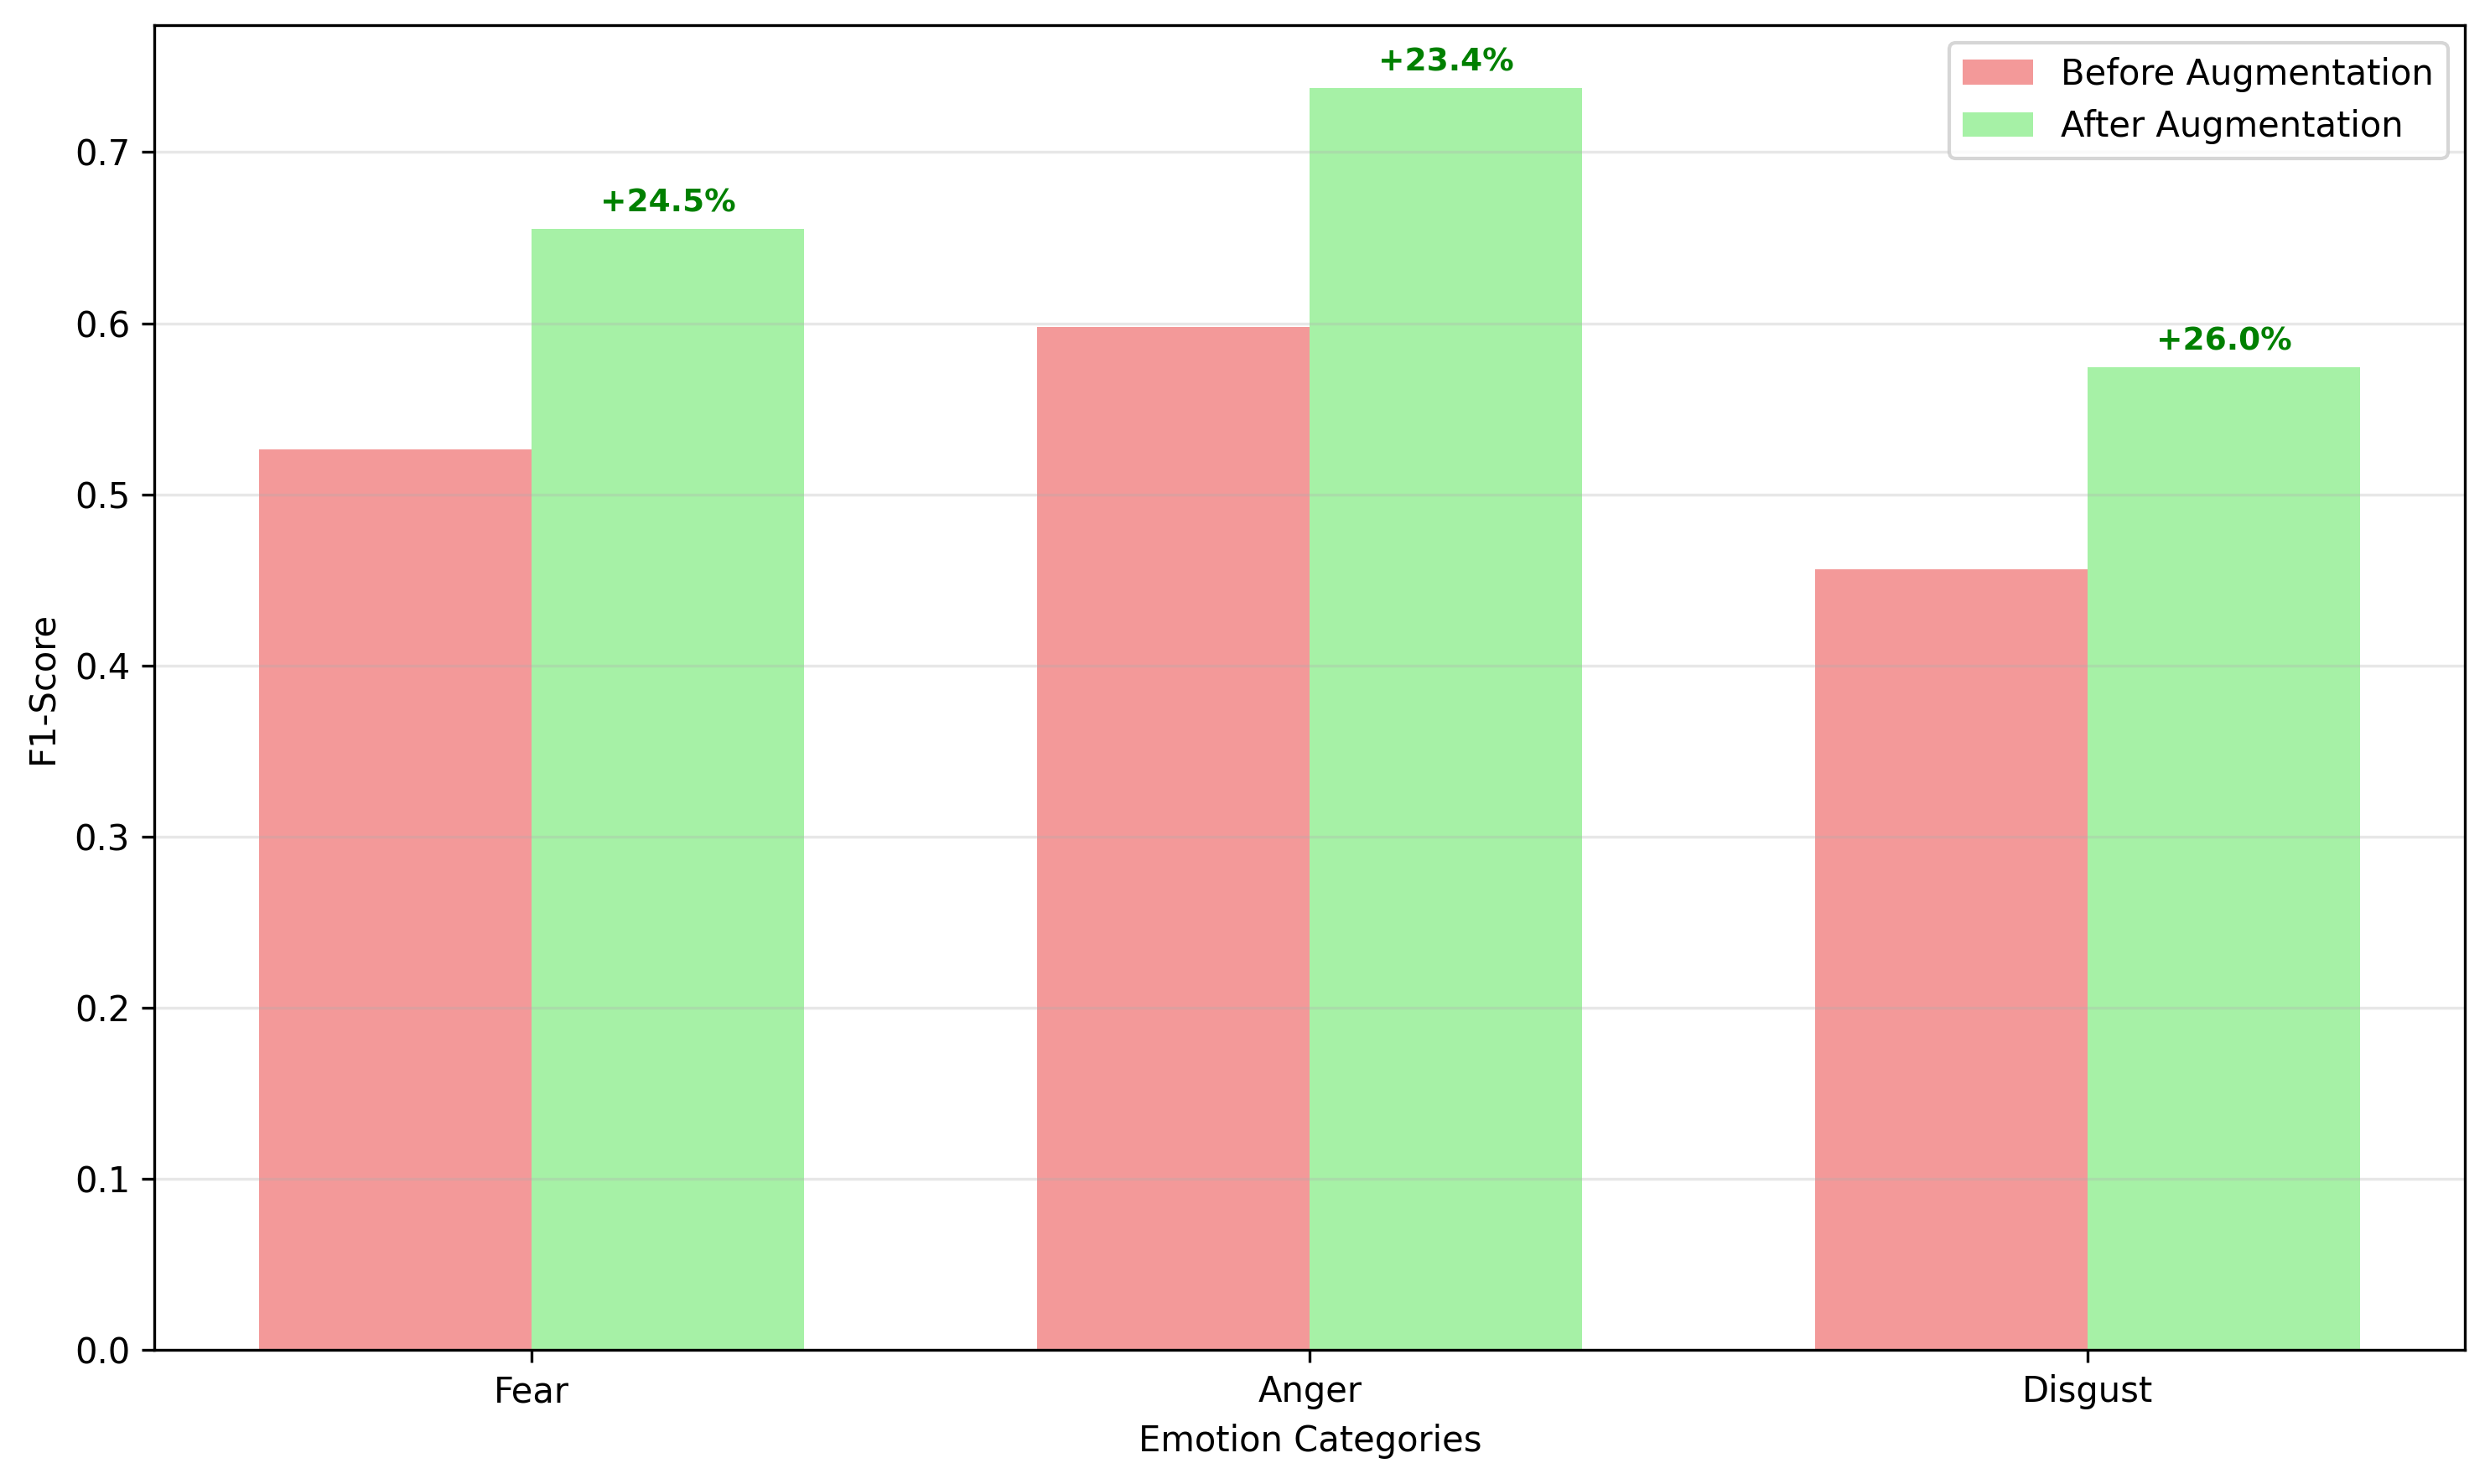 Before Augmentation
After Augmentation
+23.4%
+24.5%
+26.0%
0.7
0.6
0.5
0.4
0.3
0.2
0.1
0.0
F1-Score
Fear
Anger
Disgust
Emotion Categories